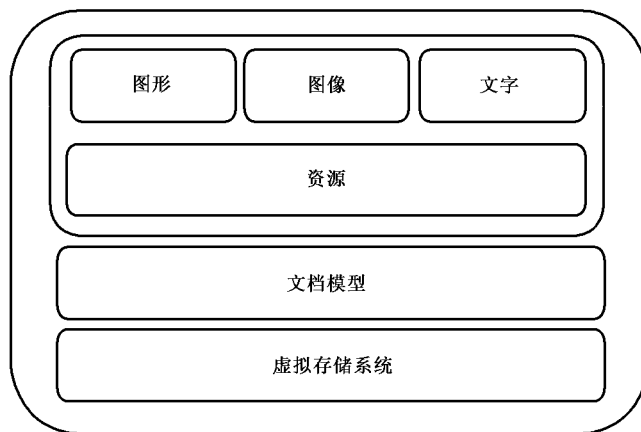 图形 图像 文字
资源
文档模型
虚拟存储系统